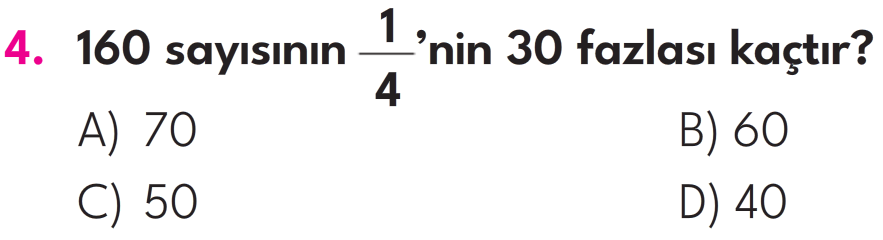 4. 160 sayısının 1/4 'nin 30 fazlası kaçtır?
A) 70 B) 60
C) 50 D) 40